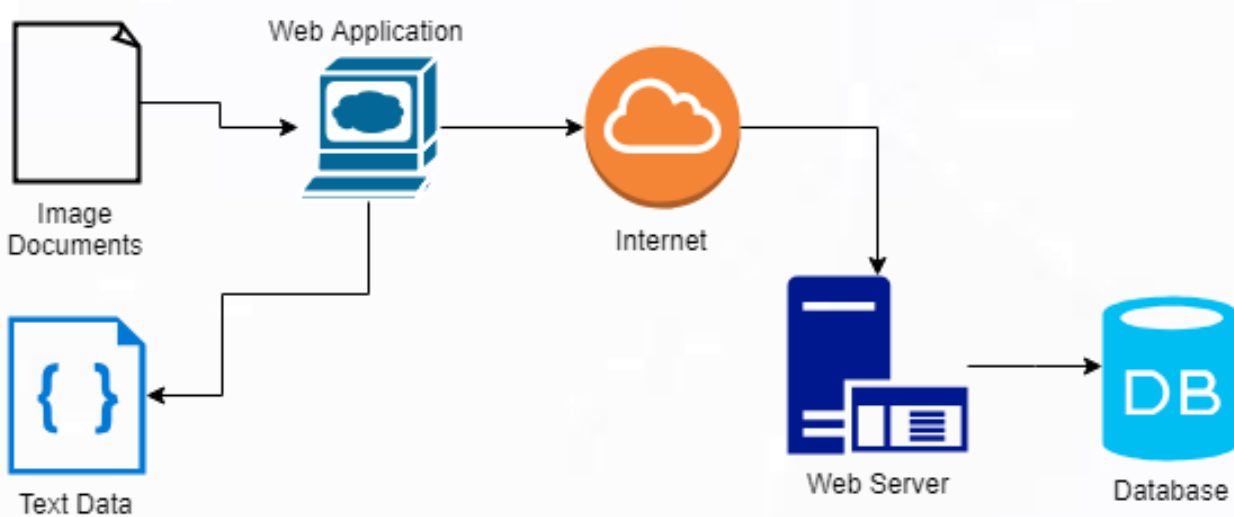 Web Application
Image
Documents
Internet
{ }
Text Data
Web Server
DB
Database